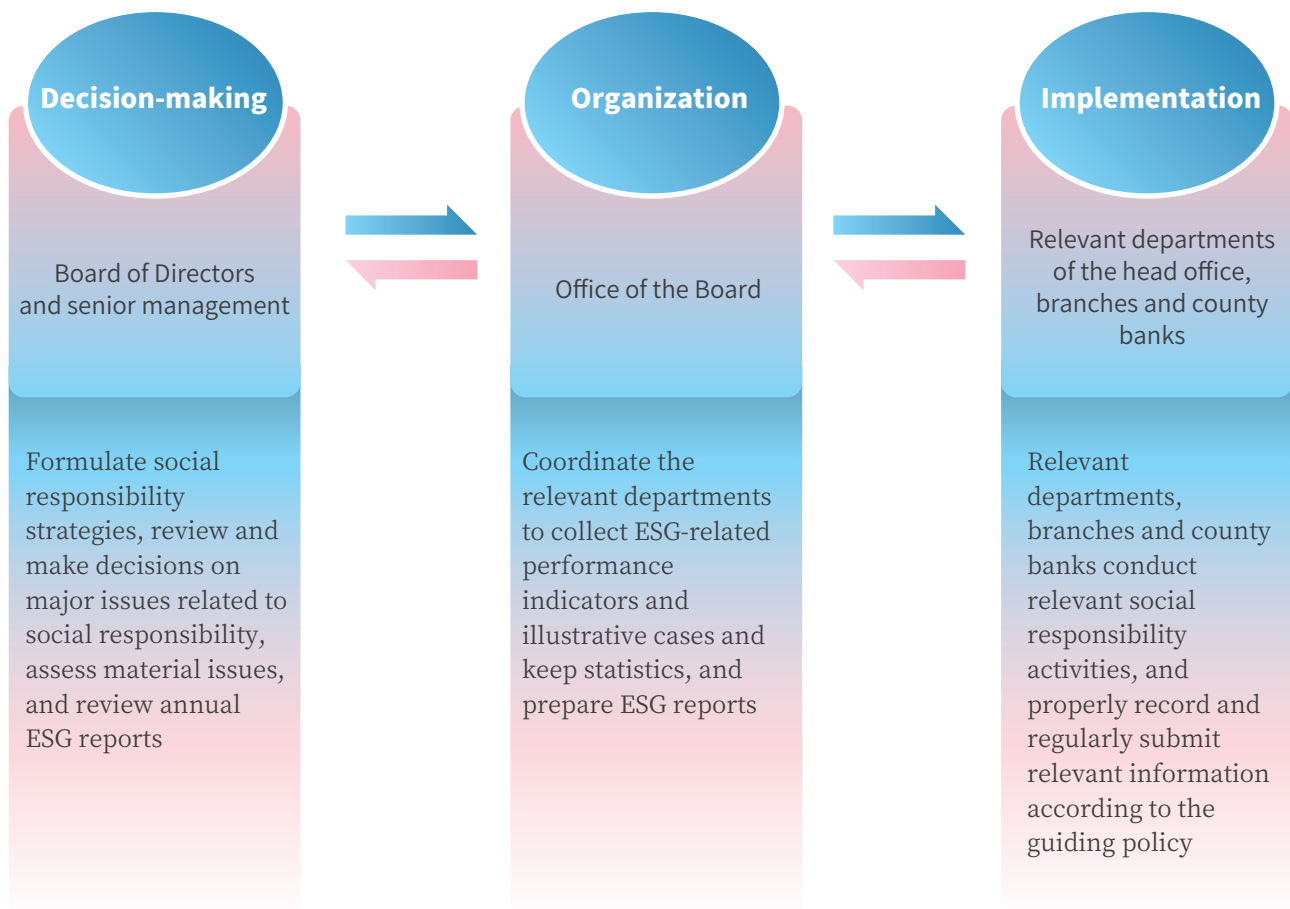 Decision-making
Board of Directors
and senior management
Formulate social
responsibility
strategies, review and
make decisions on
major issues related to
social responsibility,
assess material issues,
and review annual
ESG reports
Organization
Office of the Board
Coordinate the
relevant departments
to collect ESG-related
performance
indicators and
illustrative cases and
keep statistics, and
prepare ESG reports
Implementation
Relevant departments
of the head office,
branches and county
banks
Relevant
departments,
branches and county
banks conduct
relevant social
responsibility
activities, and
properly record and
regularly submit
relevant information
according to the
guiding policy